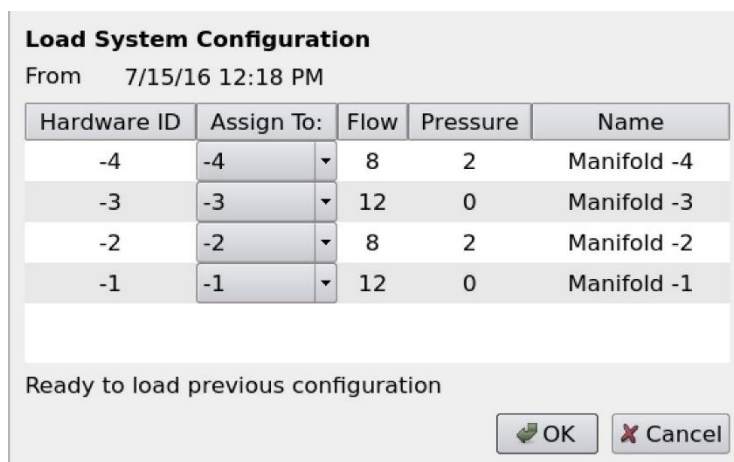 Load System Configuration
From 7/15/16 12:18 PM
Hardware ID Assign To: Flow Pressure Name
-4 -4 8 2 Manifold -4
-3 -3 12 0 Manifold -3
-2 -2 8 2 Manifold -2
-1 -1 12 0 Manifold -1
Ready to load previous configuration
OK Cancel